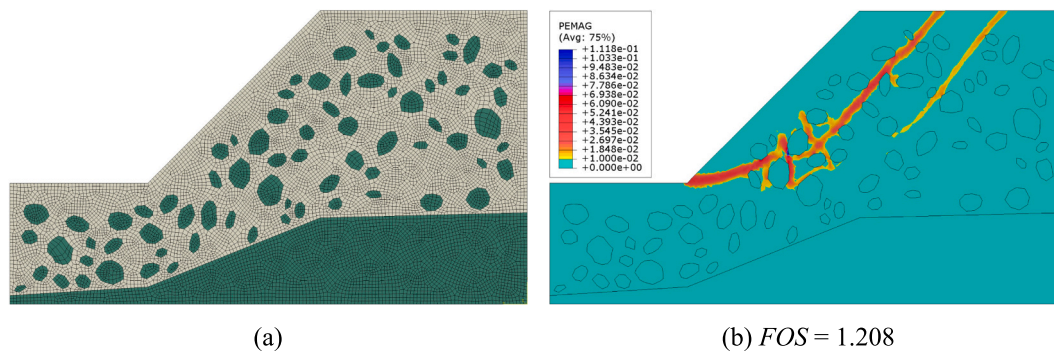 PEMAG
(Avg: 75%)
+1.118e-01
+1.033e-01
+9.483e-02
+8.634e-02
+7.786e-02
+6.938e-02
+6.090e-02
+5.241e-02
+4.393e-02
+3.545e-02
+2.697e-02
+1.848e-02
+1.000e-02
+0.000e+00
(a)
(b) FOS = 1.208